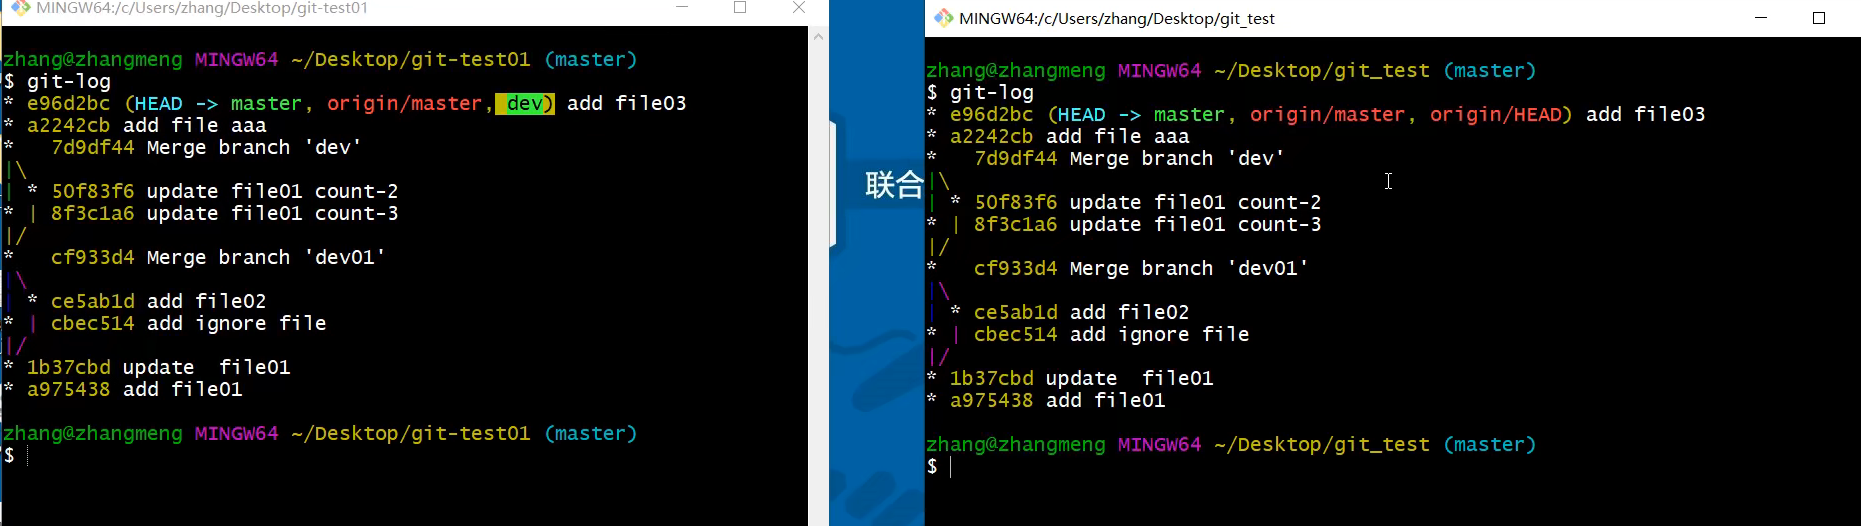 MINGW64:/c/Users/zhang/Desktop/git-test01
zhang@zhangmeng MINGW64 ~/Desktop/git-test01 (master)
$ git-log
* e96d2bc (HEAD -> master, origin/master, dev) add file03
* a2242cb add file aaa
*   7d9df44 Merge branch 'dev'
|\
| * 50f83f6 update file01 count-2
* | 8f3c1a6 update file01 count-3
|/
*   cf933d4 Merge branch 'dev01'
|\
| * ce5ab1d add file02
* | cbec514 add ignore file
|/
* 1b37cbd update  file01
* a975438 add file01
zhang@zhangmeng MINGW64 ~/Desktop/git-test01 (master)
$
联合
MINGW64:/c/Users/zhang/Desktop/git_test
zhang@zhangmeng MINGW64 ~/Desktop/git_test (master)
$ git-log
* e96d2bc (HEAD -> master, origin/master, origin/HEAD) add file03
* a2242cb add file aaa
*   7d9df44 Merge branch 'dev'
|\
| * 50f83f6 update file01 count-2
* | 8f3c1a6 update file01 count-3
|/
*   cf933d4 Merge branch 'dev01'
|\
| * ce5ab1d add file02
* | cbec514 add ignore file
|/
* 1b37cbd update  file01
* a975438 add file01
zhang@zhangmeng MINGW64 ~/Desktop/git_test (master)
$